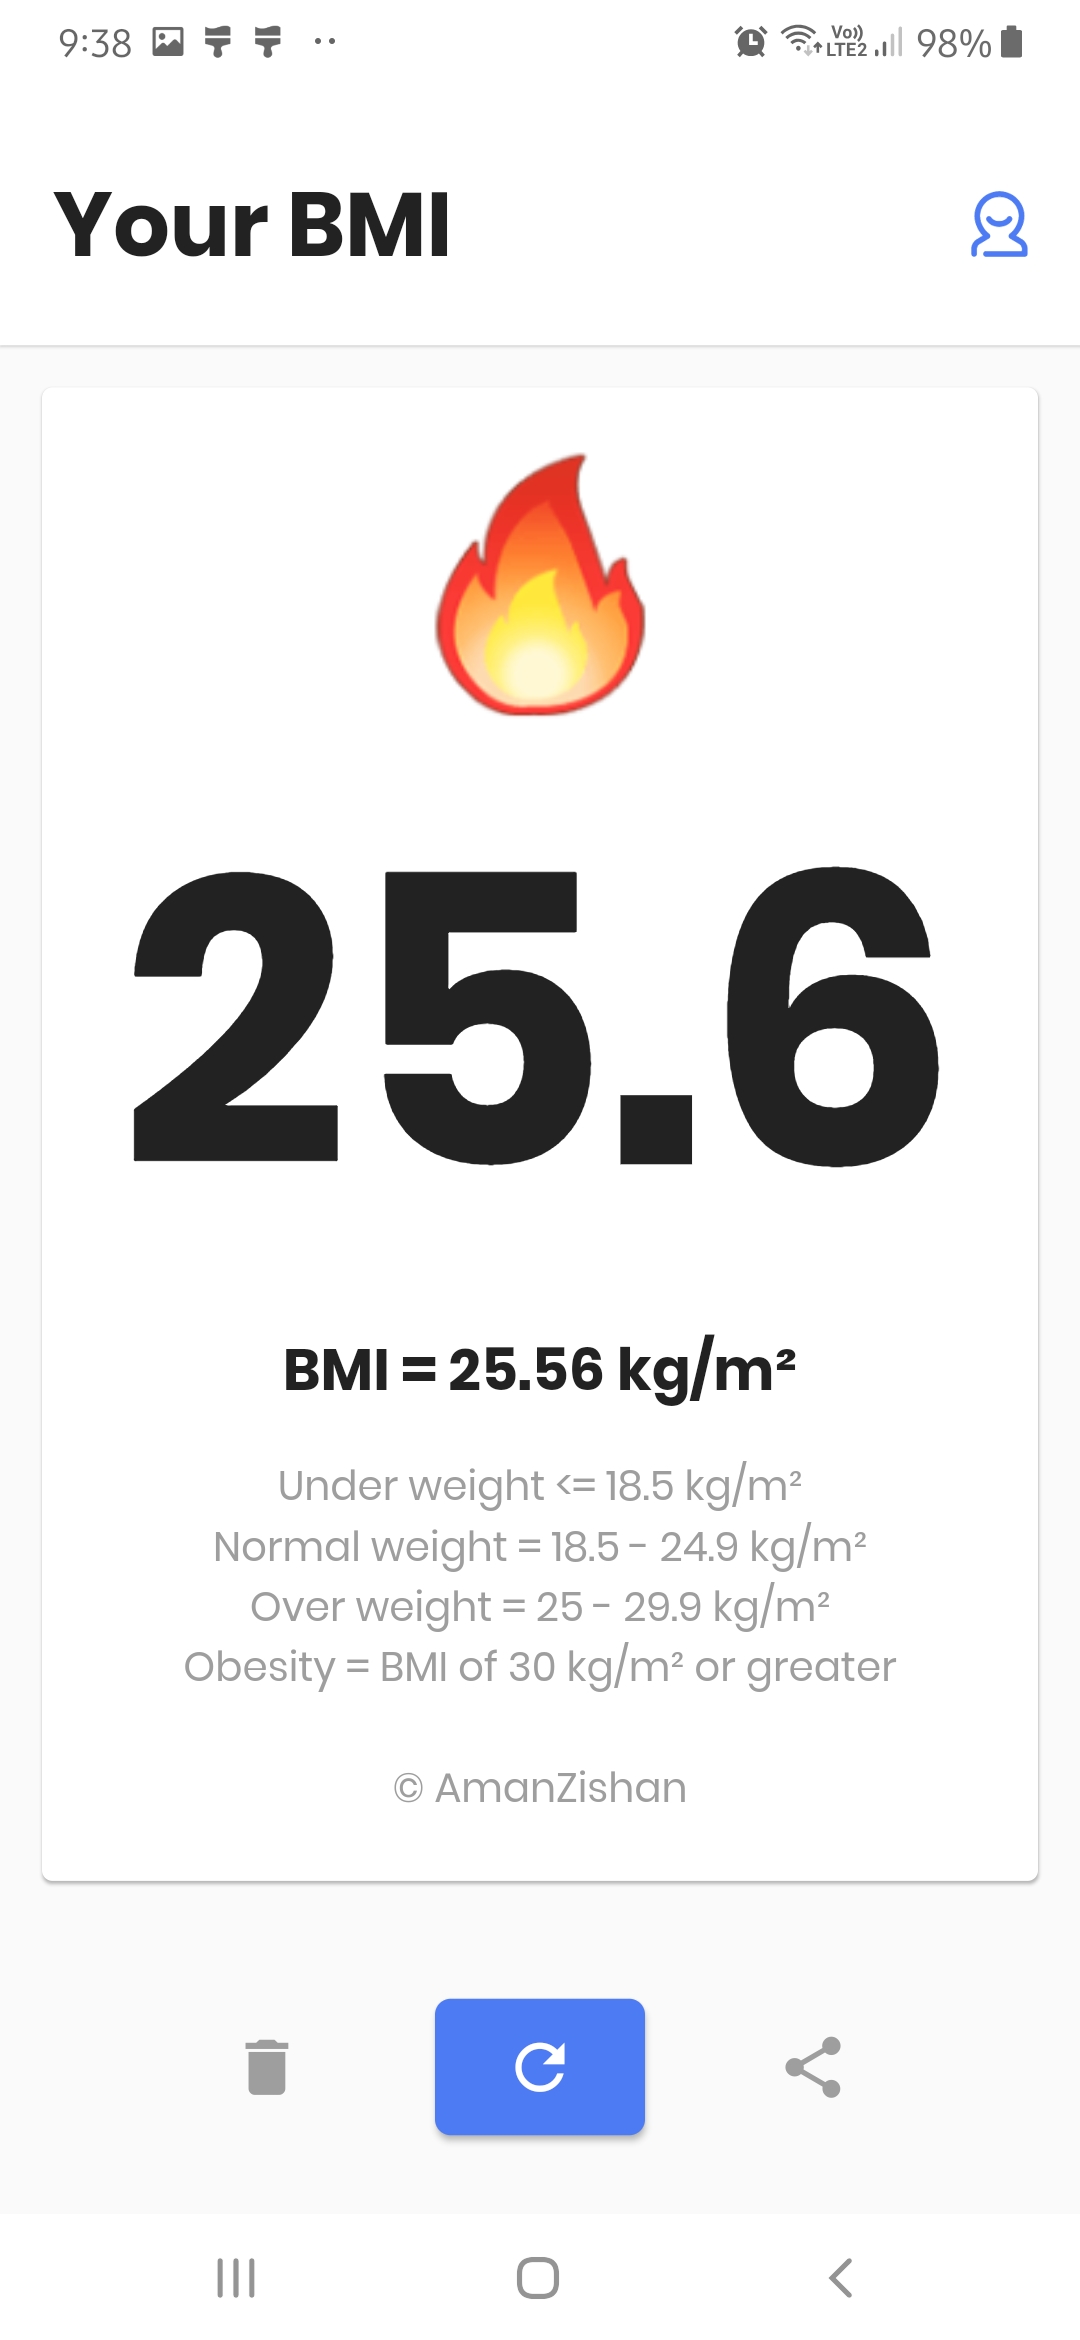 9:38 Vo)) LTE2 98%
Your BMI
25.6
BMI = 25.56 kg/m²
Under weight <= 18.5 kg/m²
Normal weight = 18.5 - 24.9 kg/m²
Over weight = 25 - 29.9 kg/m²
Obesity = BMI of 30 kg/m² or greater
© AmanZishan